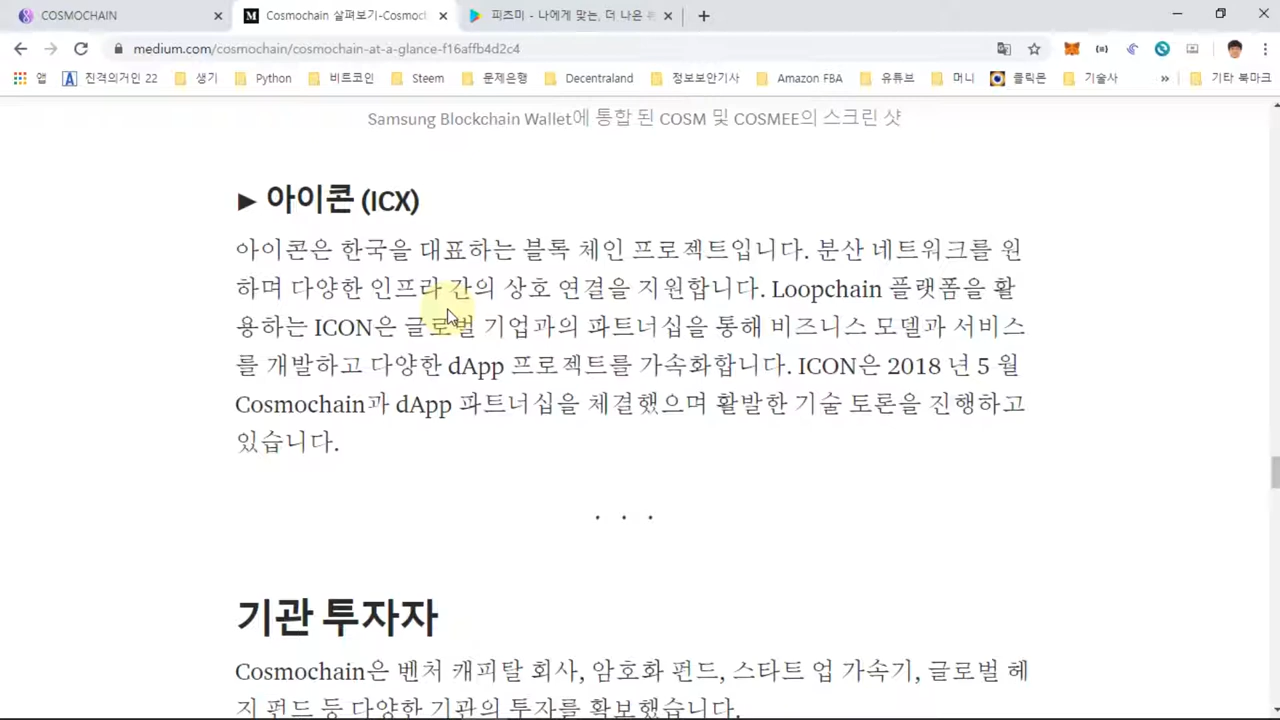 COSMOCHAIN
Cosmochain 살펴보기-Cosmoc
피즈미 - 나에게 맞는, 더 나은
medium.com/cosmochain/cosmochain-at-a-glance-f16affb4d2c4
앱 진격의거인 22 생기 Python 비트코인 Steem 문제은행 Decentraland 정보보안기사 Amazon FBA 유튜브 머니 클릭몬 기술사 » 기타 북마크
Samsung Blockchain Wallet에 통합 된 COSM 및 COSMEE의 스크린 샷
► 아이콘 (ICX)
아이콘은 한국을 대표하는 블록 체인 프로젝트입니다. 분산 네트워크를 원
하며 다양한 인프라 간의 상호 연결을 지원합니다. Loopchain 플랫폼을 활
용하는 ICON은 글로벌 기업과의 파트너십을 통해 비즈니스 모델과 서비스
를 개발하고 다양한 dApp 프로젝트를 가속화합니다. ICON은 2018 년 5 월
Cosmochain과 dApp 파트너십을 체결했으며 활발한 기술 토론을 진행하고
있습니다.
. . .
기관 투자자
Cosmochain은 벤처 캐피탈 회사, 암호화 펀드, 스타트 업 가속기, 글로벌 헤
지 펀드 등 다양한 기관의 투자를 확보했습니다.